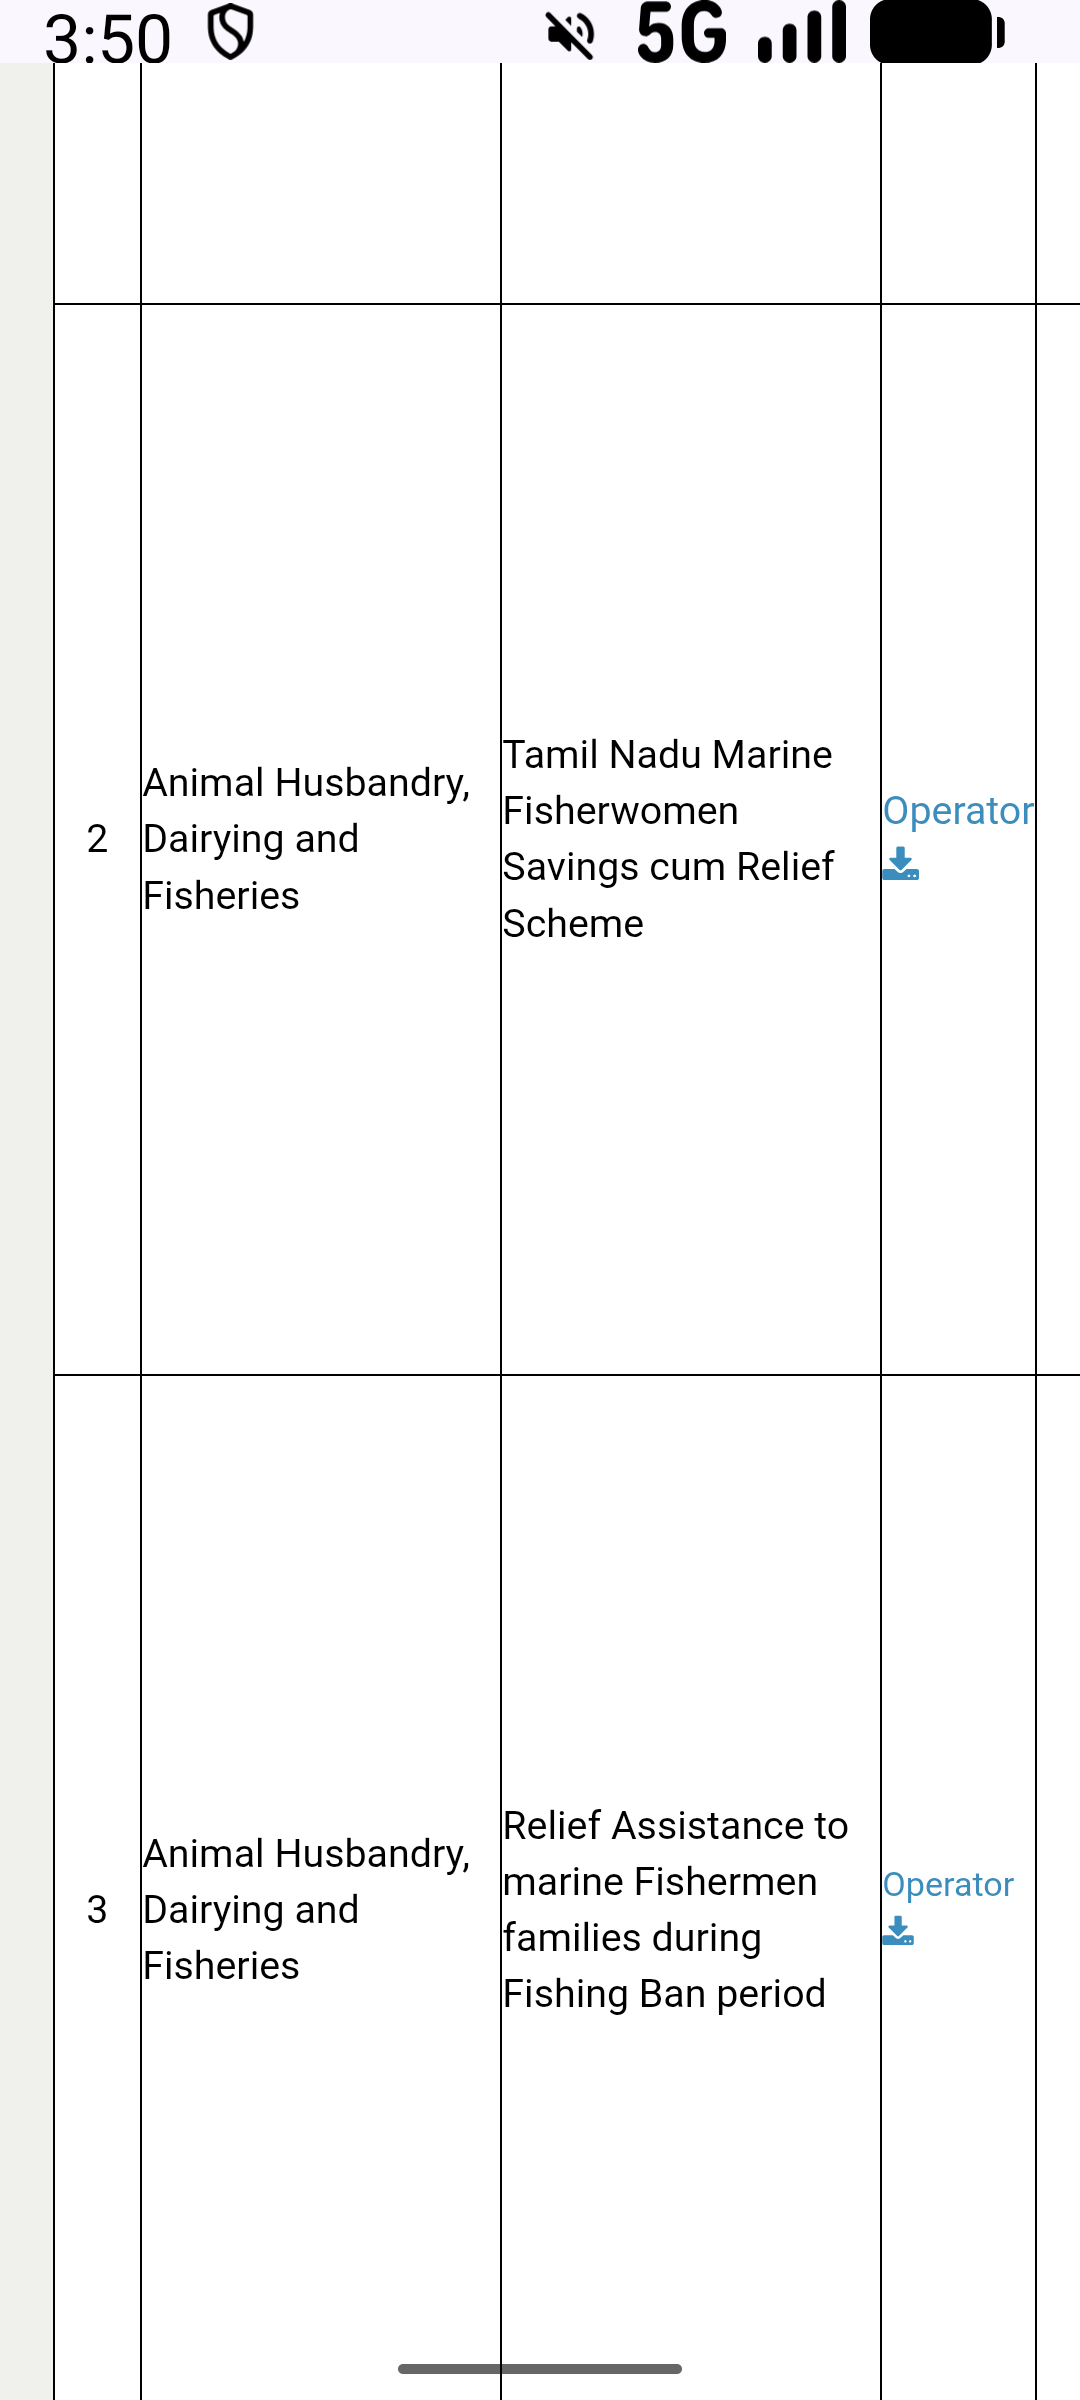 3:50 5G
2
Animal Husbandry,
Dairying and
Fisheries
Tamil Nadu Marine
Fisherwomen
Savings cum Relief
Scheme
Operator
3
Animal Husbandry,
Dairying and
Fisheries
Relief Assistance to
marine Fishermen
families during
Fishing Ban period
Operator